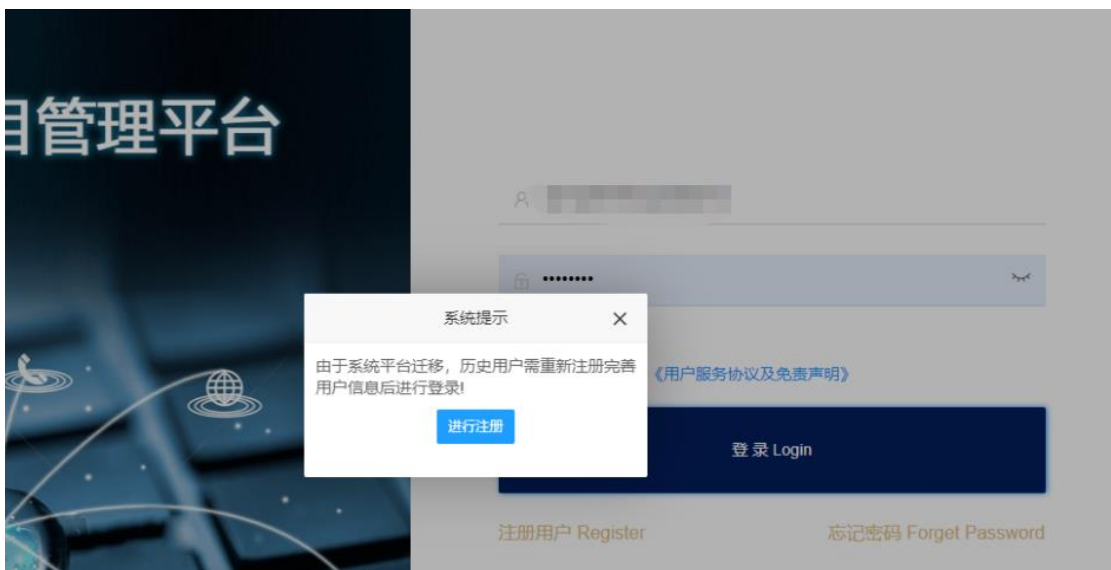 目管理平台
••••••••
系统提示
由于系统平台迁移，历史用户需重新注册完善
用户信息后进行登录!
进行注册
《用户服务协议及免责声明》
登 录 Login
注册用户 Register
忘记密码 Forget Password